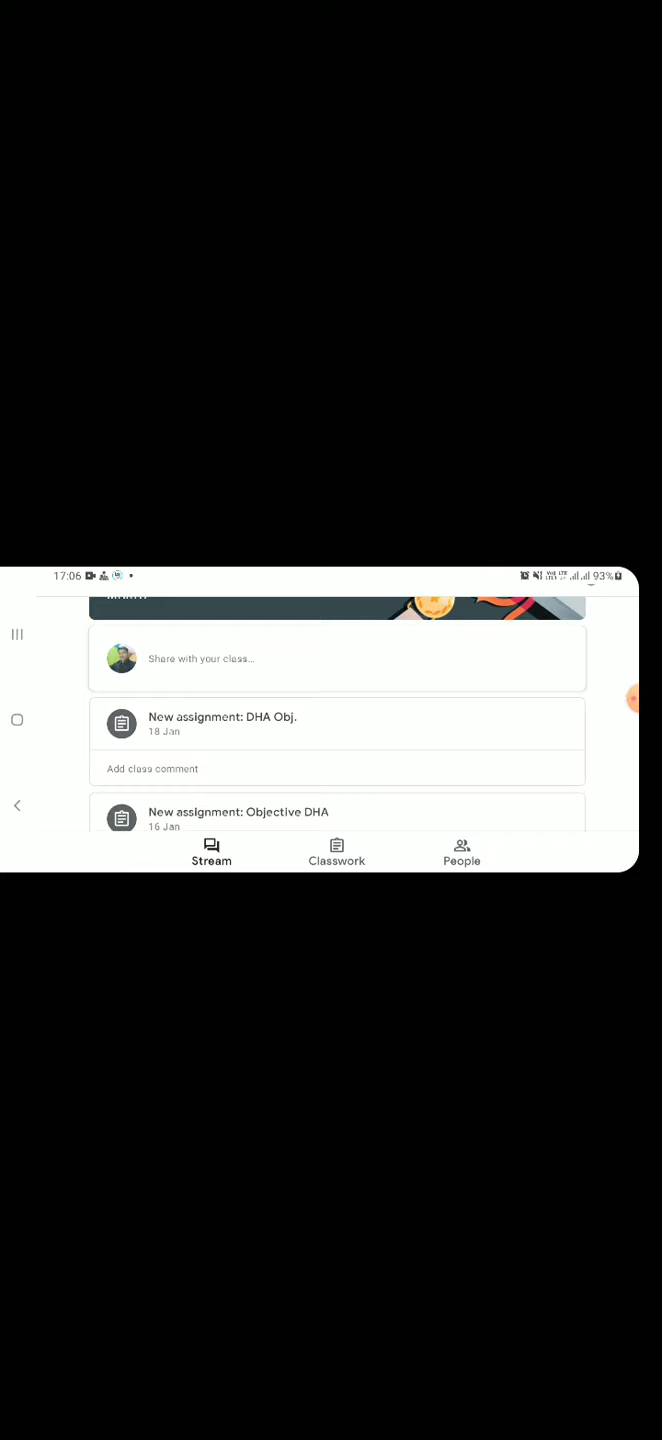 17:06
93%
Share with your class...
New assignment: DHA Obj.
18 Jan
Add class comment
New assignment: Objective DHA
16 Jan
Stream
Classwork
People